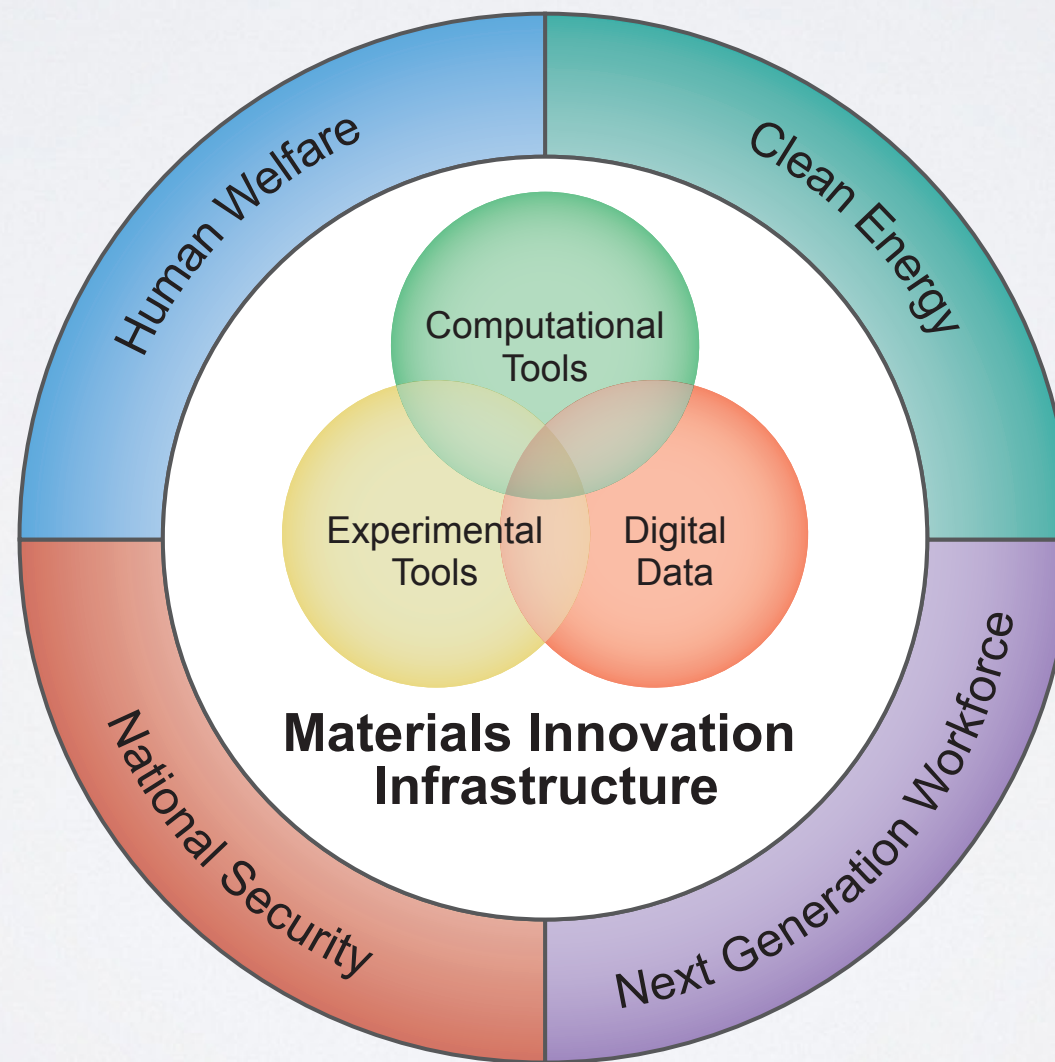 Human Welfare
Clean Energy
Computational
Tools
Experimental
Tools
Digital
Data
Materials Innovation
Infrastructure
National Security
Next Generation Workforce